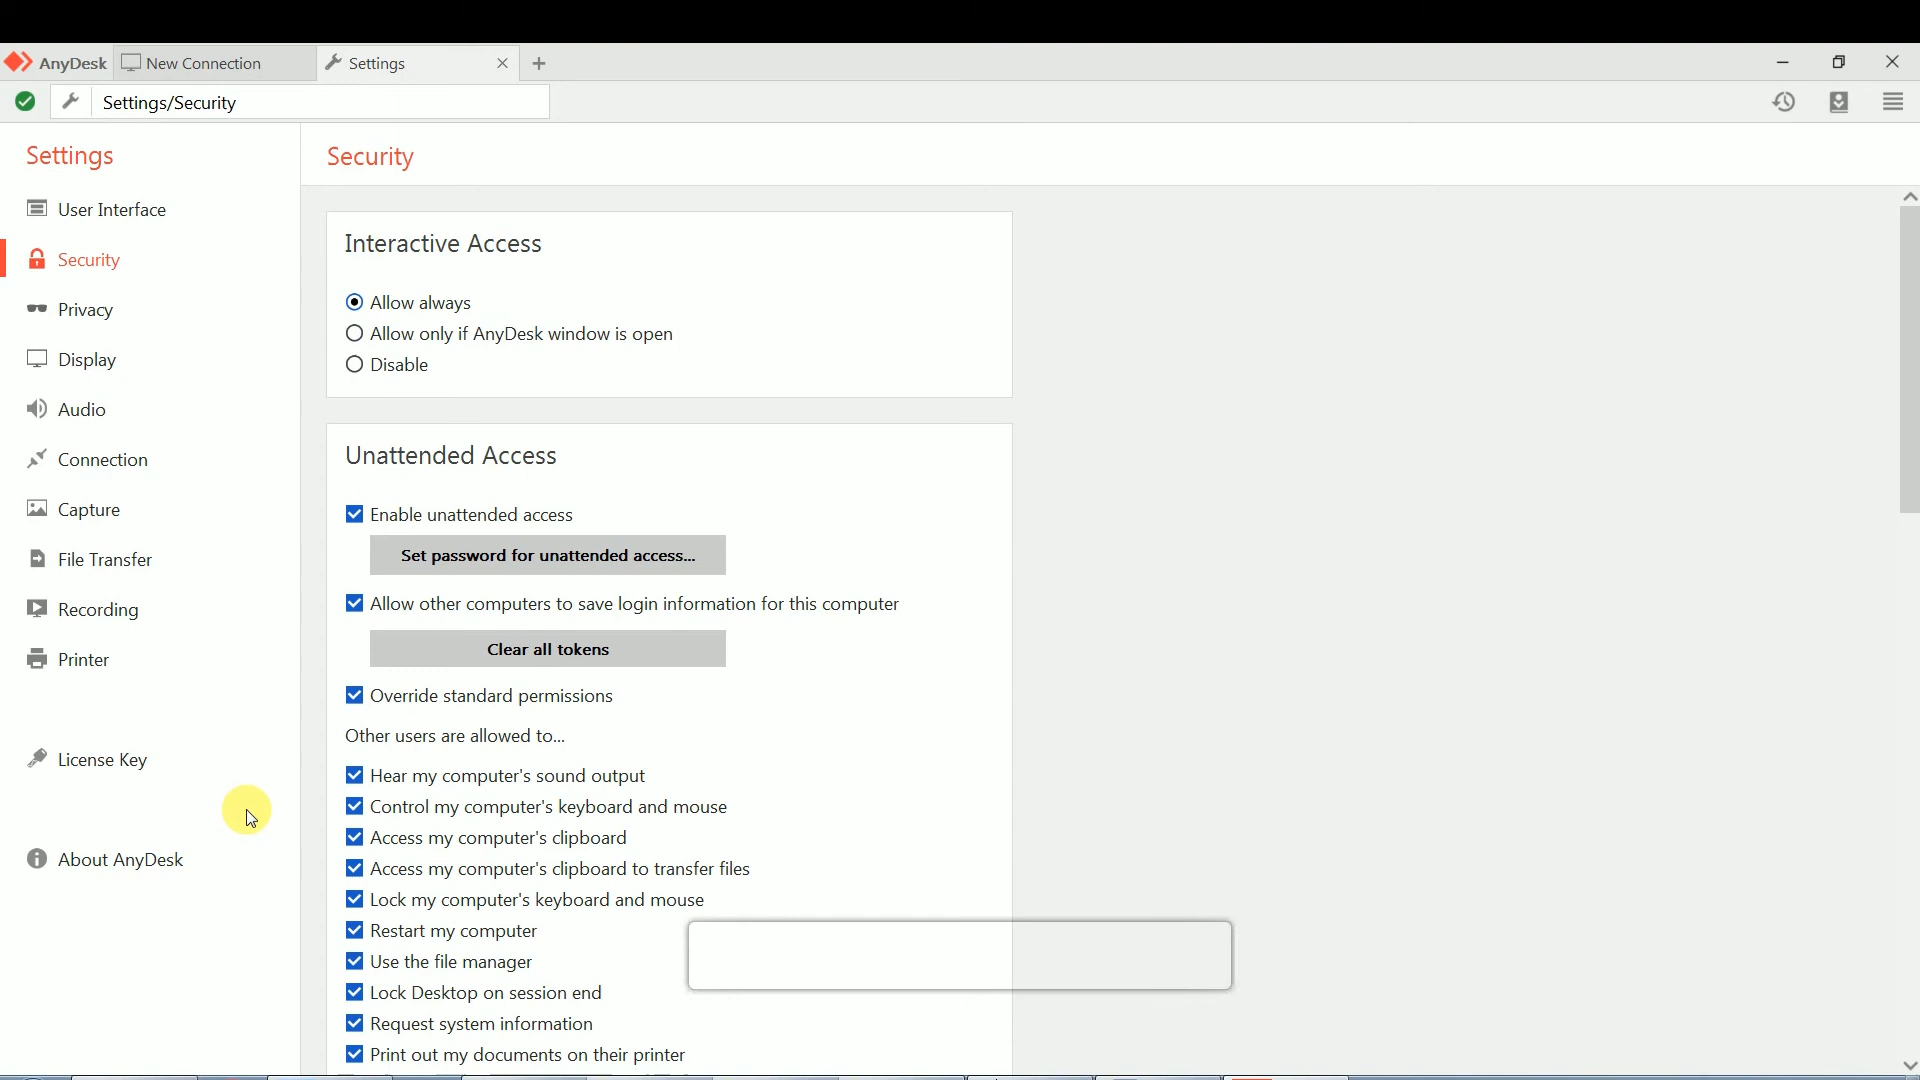 AnyDesk
New Connection
Settings
Settings/Security
Settings
User Interface
Security
Privacy
Display
Audio
Connection
Capture
File Transfer
Recording
Printer
License Key
About AnyDesk
Security
Interactive Access
Allow always
Allow only if AnyDesk window is open
Disable
Unattended Access
Enable unattended access
Set password for unattended access...
Allow other computers to save login information for this computer
Clear all tokens
Override standard permissions
Other users are allowed to...
Hear my computer's sound output
Control my computer's keyboard and mouse
Access my computer's clipboard
Access my computer's clipboard to transfer files
Lock my computer's keyboard and mouse
Restart my computer
Use the file manager
Lock Desktop on session end
Request system information
Print out my documents on their printer